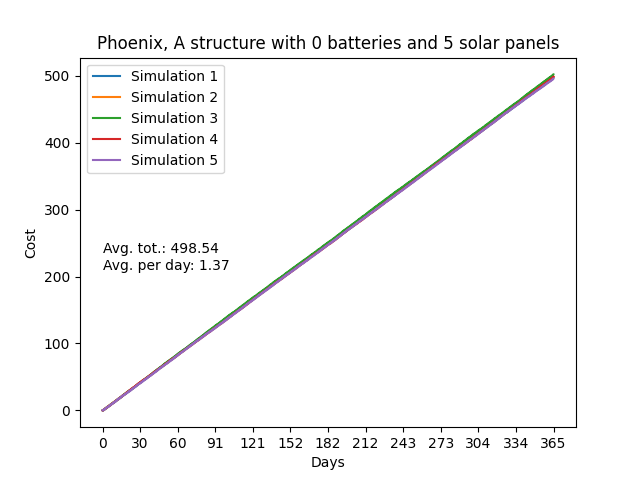 Phoenix, A structure with 0 batteries and 5 solar panels
500
400
300
200
100
0
Cost
Simulation 1
Simulation 2
Simulation 3
Simulation 4
Simulation 5
Avg. tot.: 498.54
Avg. per day: 1.37
0 30 60 91 121 152 182 212 243 273 304 334 365
Days